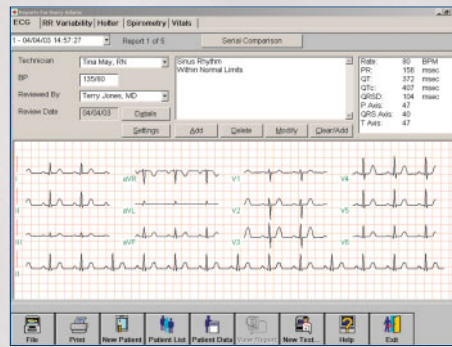 Reports for Harry Adams
ECG RR Variability Holter Spirometry Vitals
1 - 04/04/03 14:57:27 Report 1 of 5 Serial Comparison
Technician Tina May, RN
BP 135/80
Reviewed By Terry Jones, MD
Review Date 04/04/03 Details
Sinus Rhythm
Within Normal Limits
Rate: 80 BPM
PR: 158 msec
QT: 372 msec
QTc: 407 msec
QRSD: 104 msec
P Axis: 47
QRS Axis: 40
T Axis: 47
Settings Add Delete Modify Clear/Add
I aVR V1 V4
II aVL V2 V5
III aVF V3 V6
II
File Print New Patient Patient List Patient Data View Report New Test... Help Exit